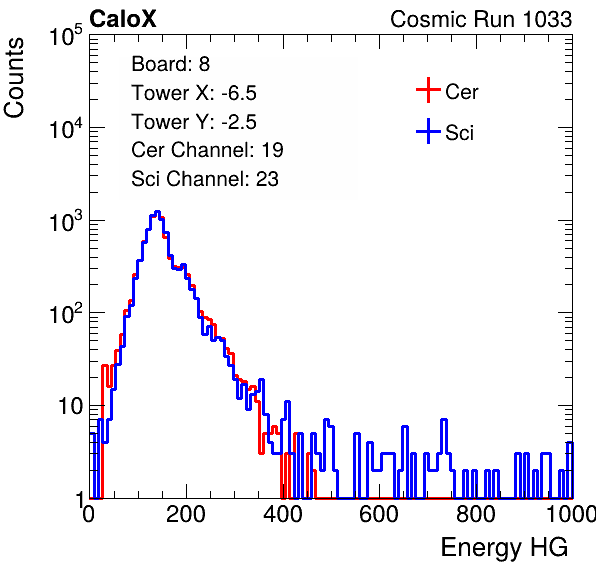 CaloX Cosmic Run 1033
Counts
10^5
10^4
10^3
10^2
10
1
Board: 8
Tower X: -6.5
Tower Y: -2.5
Cer Channel: 19
Sci Channel: 23
Cer
Sci
0 200 400 600 800 1000
Energy HG